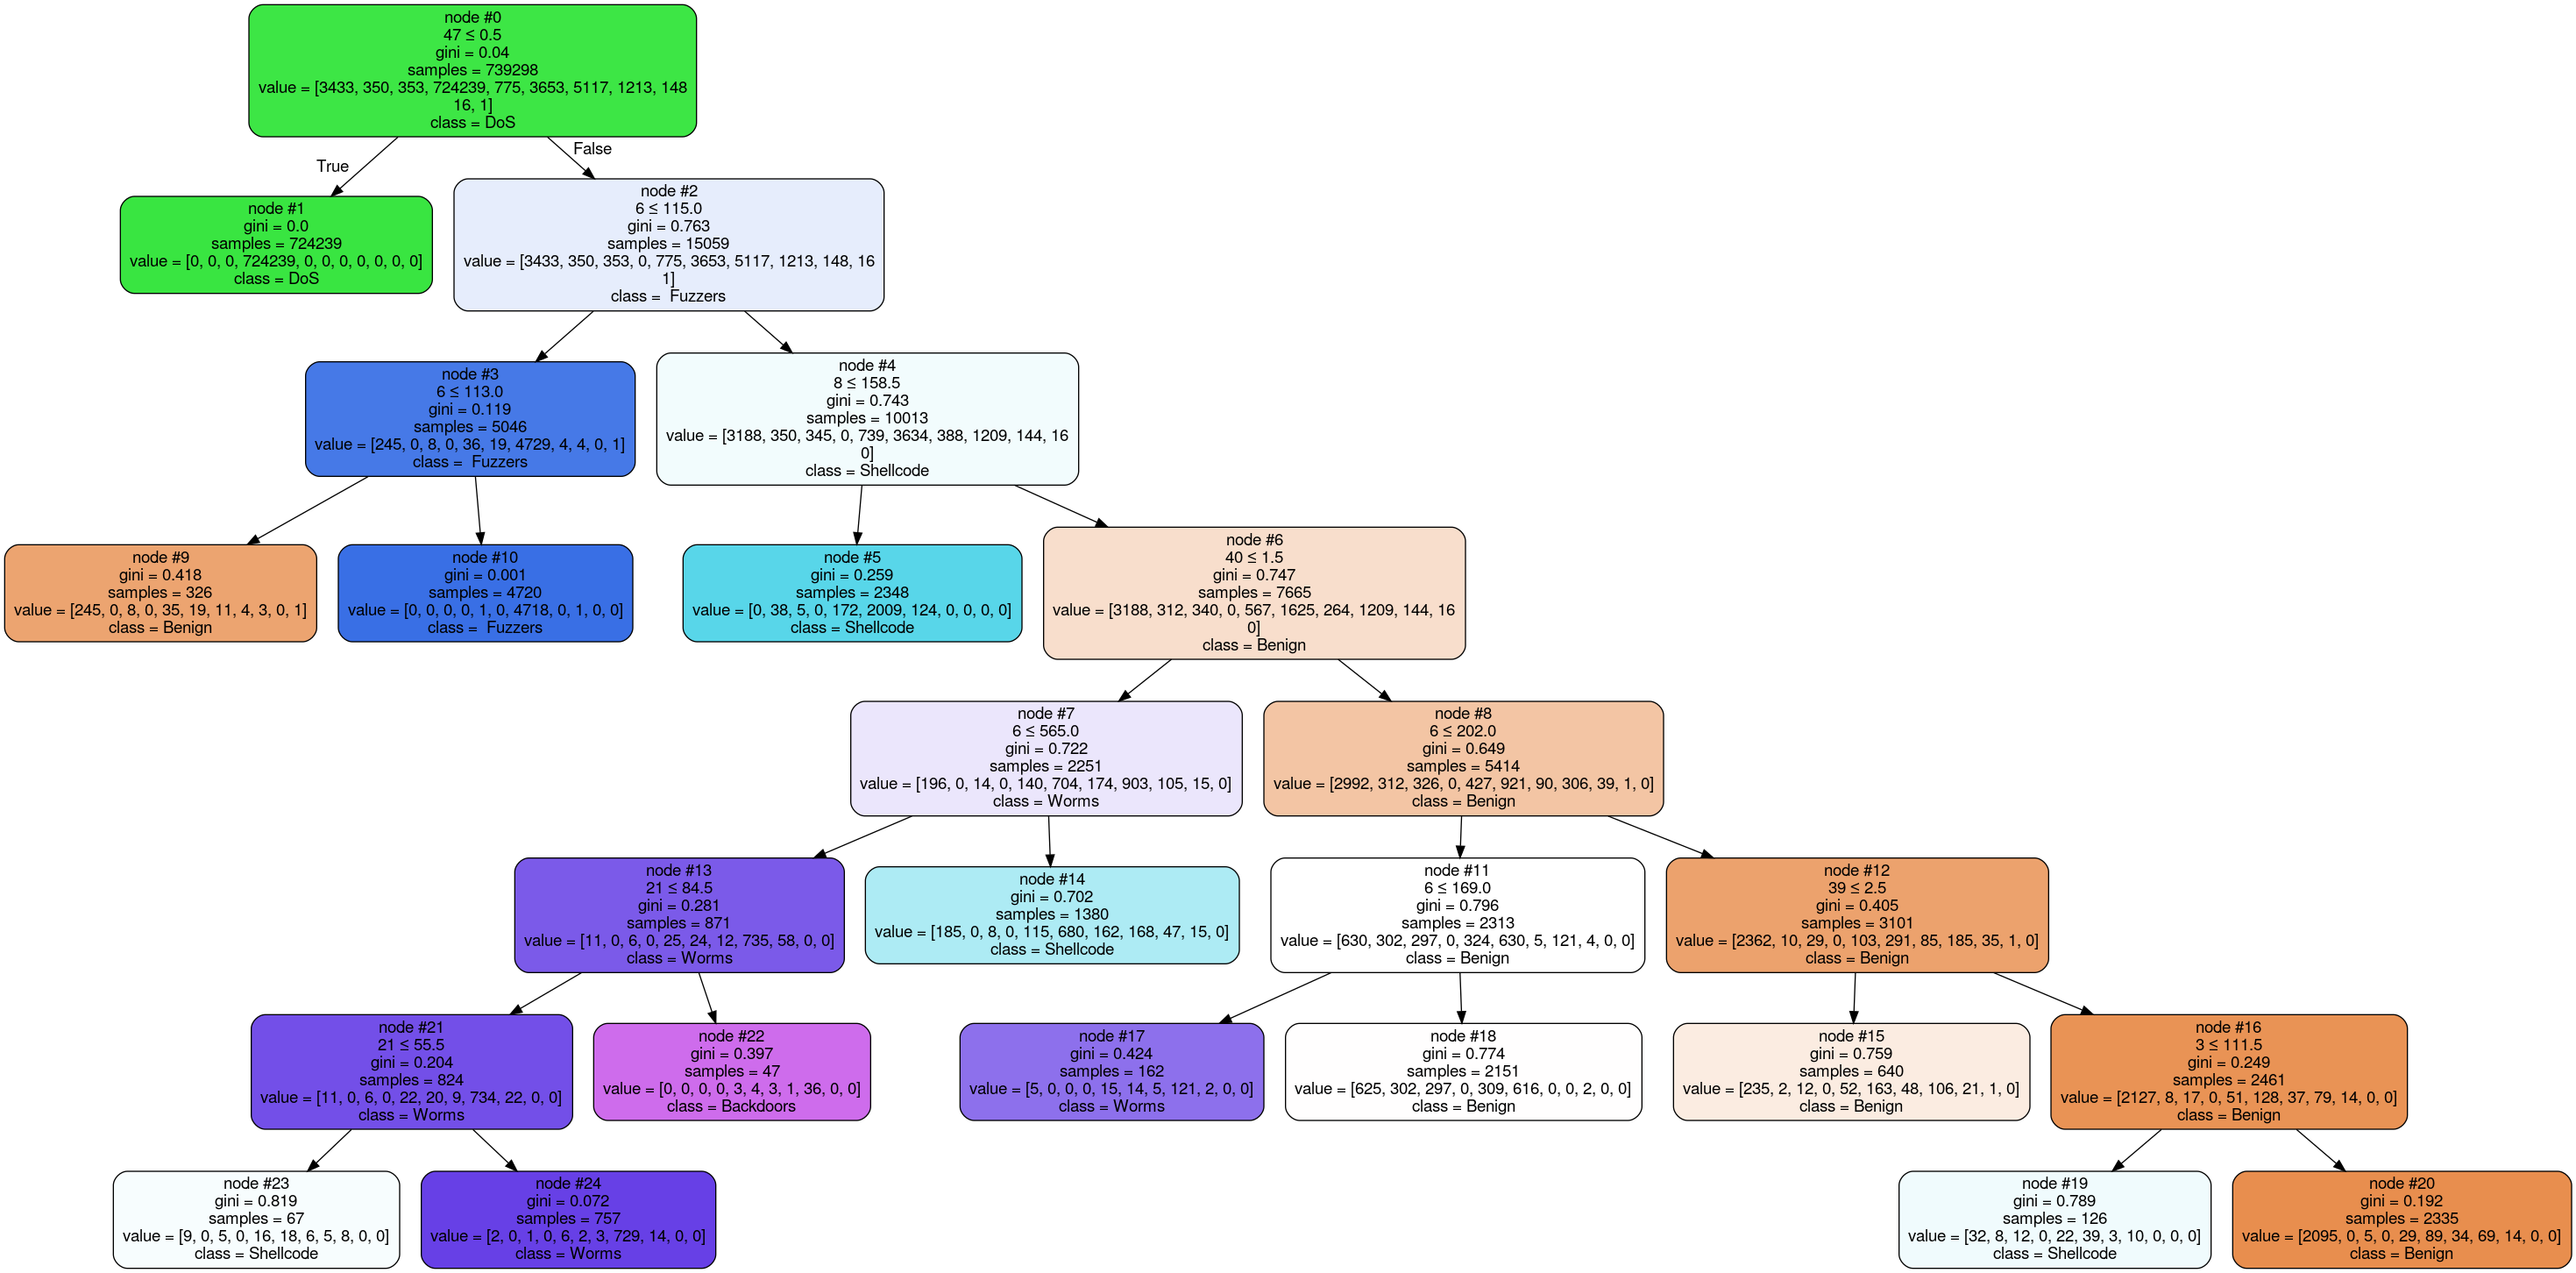 node #0
47 ≤ 0.5
gini = 0.04
samples = 739298
value = [3433, 350, 353, 724239, 775, 3653, 5117, 1213, 148
16, 1]
class = DoS
True
False
node #1
gini = 0.0
samples = 724239
value = [0, 0, 0, 724239, 0, 0, 0, 0, 0, 0, 0]
class = DoS
node #2
6 ≤ 115.0
gini = 0.763
samples = 15059
value = [3433, 350, 353, 0, 775, 3653, 5117, 1213, 148, 16
1]
class =  Fuzzers
node #3
6 ≤ 113.0
gini = 0.119
samples = 5046
value = [245, 0, 8, 0, 36, 19, 4729, 4, 4, 0, 1]
class =  Fuzzers
node #4
8 ≤ 158.5
gini = 0.743
samples = 10013
value = [3188, 350, 345, 0, 739, 3634, 388, 1209, 144, 16
0]
class = Shellcode
node #9
gini = 0.418
samples = 326
value = [245, 0, 8, 0, 35, 19, 11, 4, 3, 0, 1]
class = Benign
node #10
gini = 0.001
samples = 4720
value = [0, 0, 0, 0, 1, 0, 4718, 0, 1, 0, 0]
class =  Fuzzers
node #5
gini = 0.259
samples = 2348
value = [0, 38, 5, 0, 172, 2009, 124, 0, 0, 0, 0]
class = Shellcode
node #6
40 ≤ 1.5
gini = 0.747
samples = 7665
value = [3188, 312, 340, 0, 567, 1625, 264, 1209, 144, 16
0]
class = Benign
node #7
6 ≤ 565.0
gini = 0.722
samples = 2251
value = [196, 0, 14, 0, 140, 704, 174, 903, 105, 15, 0]
class = Worms
node #8
6 ≤ 202.0
gini = 0.649
samples = 5414
value = [2992, 312, 326, 0, 427, 921, 90, 306, 39, 1, 0]
class = Benign
node #13
21 ≤ 84.5
gini = 0.281
samples = 871
value = [11, 0, 6, 0, 25, 24, 12, 735, 58, 0, 0]
class = Worms
node #14
gini = 0.702
samples = 1380
value = [185, 0, 8, 0, 115, 680, 162, 168, 47, 15, 0]
class = Shellcode
node #11
6 ≤ 169.0
gini = 0.796
samples = 2313
value = [630, 302, 297, 0, 324, 630, 5, 121, 4, 0, 0]
class = Benign
node #12
39 ≤ 2.5
gini = 0.405
samples = 3101
value = [2362, 10, 29, 0, 103, 291, 85, 185, 35, 1, 0]
class = Benign
node #21
21 ≤ 55.5
gini = 0.204
samples = 824
value = [11, 0, 6, 0, 22, 20, 9, 734, 22, 0, 0]
class = Worms
node #22
gini = 0.397
samples = 47
value = [0, 0, 0, 0, 3, 4, 3, 1, 36, 0, 0]
class = Backdoors
node #17
gini = 0.424
samples = 162
value = [5, 0, 0, 0, 15, 14, 5, 121, 2, 0, 0]
class = Worms
node #18
gini = 0.774
samples = 2151
value = [625, 302, 297, 0, 309, 616, 0, 0, 2, 0, 0]
class = Benign
node #15
gini = 0.759
samples = 640
value = [235, 2, 12, 0, 52, 163, 48, 106, 21, 1, 0]
class = Benign
node #16
3 ≤ 111.5
gini = 0.249
samples = 2461
value = [2127, 8, 17, 0, 51, 128, 37, 79, 14, 0, 0]
class = Benign
node #23
gini = 0.819
samples = 67
value = [9, 0, 5, 0, 16, 18, 6, 5, 8, 0, 0]
class = Shellcode
node #24
gini = 0.072
samples = 757
value = [2, 0, 1, 0, 6, 2, 3, 729, 14, 0, 0]
class = Worms
node #19
gini = 0.789
samples = 126
value = [32, 8, 12, 0, 22, 39, 3, 10, 0, 0, 0]
class = Shellcode
node #20
gini = 0.192
samples = 2335
value = [2095, 0, 5, 0, 29, 89, 34, 69, 14, 0, 0]
class = Benign